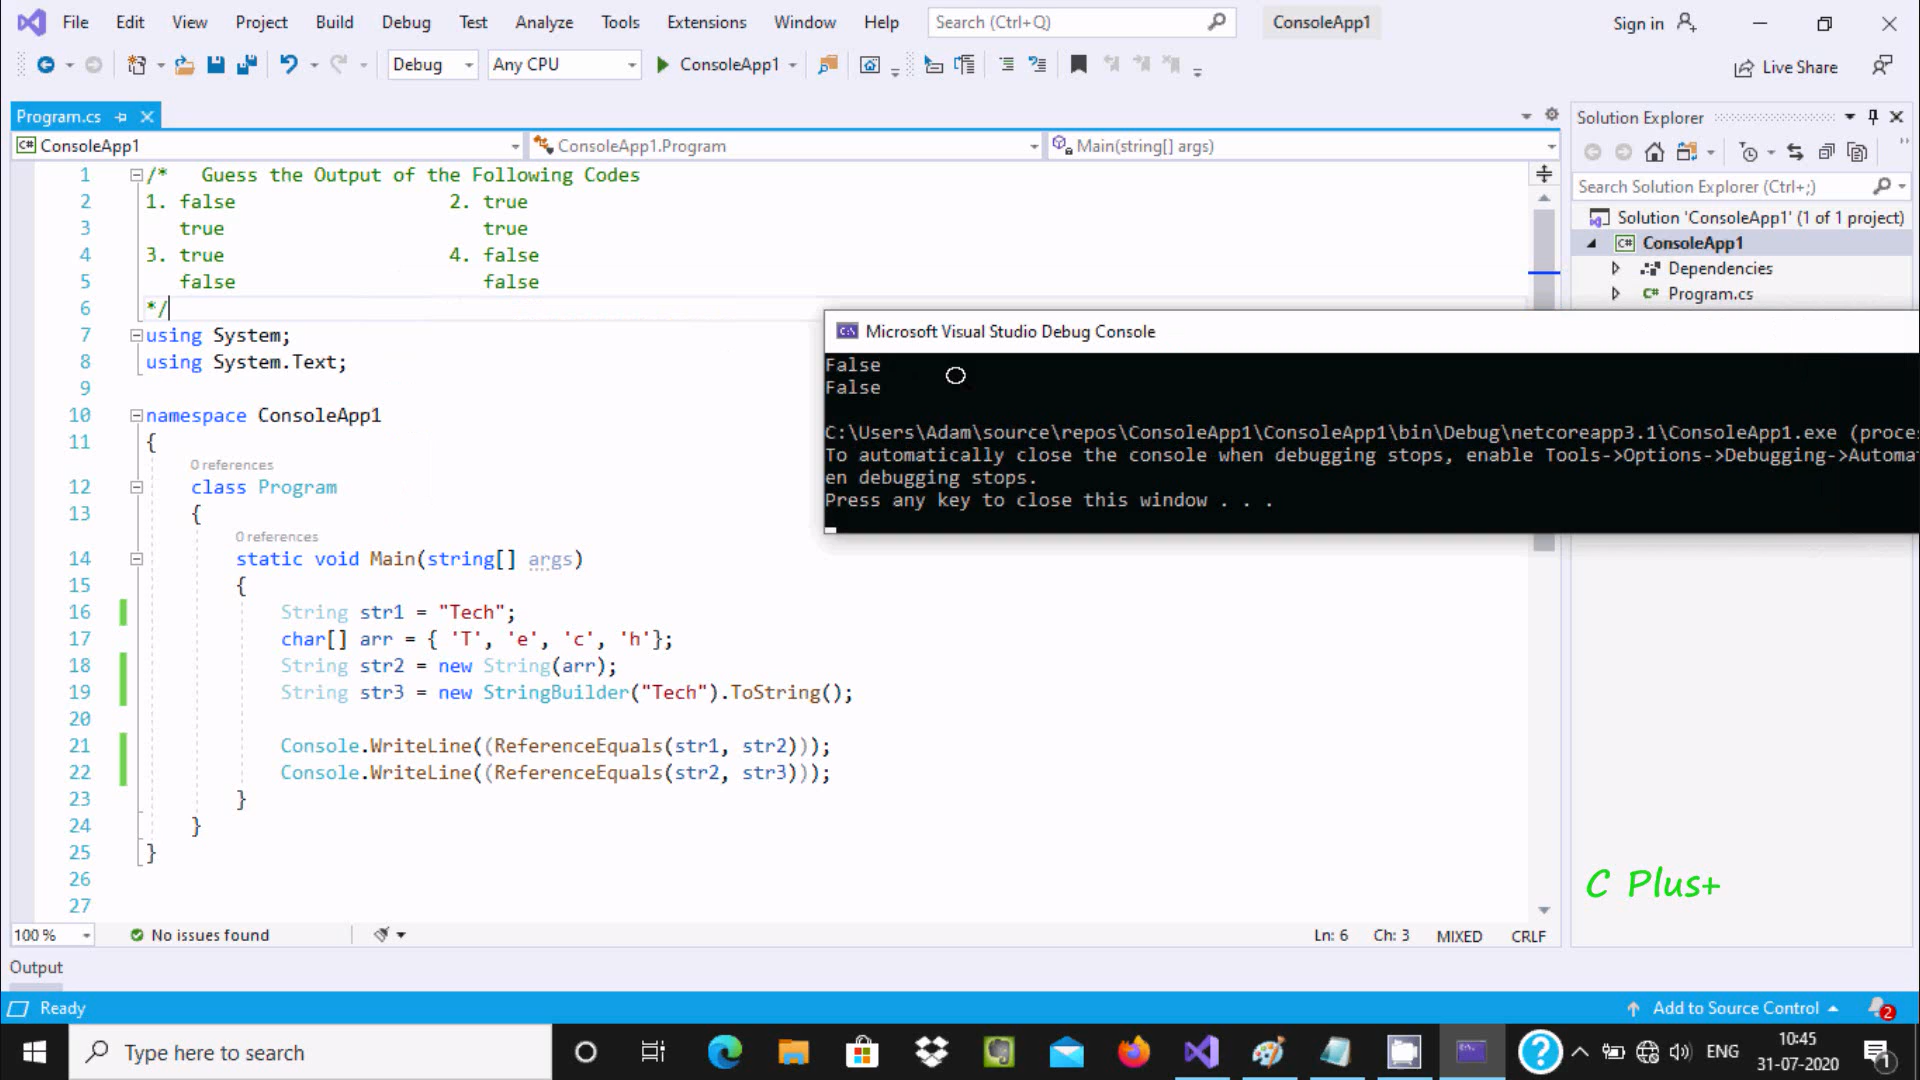 File Edit View Project Build Debug Test Analyze Tools Extensions Window Help Search (Ctrl+Q) ConsoleApp1 Sign in
Debug Any CPU ConsoleApp1 Live Share
Program.cs
ConsoleApp1 ConsoleApp1.Program Main(string[] args)
1 /* Guess the Output of the Following Codes
2 1. false 2. true
3 true true
4 3. true 4. false
5 false false
6 */
7 using System;
8 using System.Text;
9
10 namespace ConsoleApp1
11 {
0 references
12 class Program
13 {
0 references
14 static void Main(string[] args)
15 {
16 String str1 = "Tech";
17 char[] arr = { 'T', 'e', 'c', 'h'};
18 String str2 = new String(arr);
19 String str3 = new StringBuilder("Tech").ToString();
20
21 Console.WriteLine((ReferenceEquals(str1, str2)));
22 Console.WriteLine((ReferenceEquals(str2, str3)));
23 }
24 }
25 }
26
27
Solution Explorer
Search Solution Explorer (Ctrl+;)
Solution 'ConsoleApp1' (1 of 1 project)
C# ConsoleApp1
Dependencies
C# Program.cs
Microsoft Visual Studio Debug Console
False
False
C:\Users\Adam\source\repos\ConsoleApp1\ConsoleApp1\bin\Debug\netcoreapp3.1\ConsoleApp1.exe (proce
To automatically close the console when debugging stops, enable Tools->Options->Debugging->Automa
en debugging stops.
Press any key to close this window . . .
C Plus+
100 % No issues found Ln: 6 Ch: 3 MIXED CRLF
Output
Ready Add to Source Control 2
Type here to search ENG 10:45
31-07-2020 1